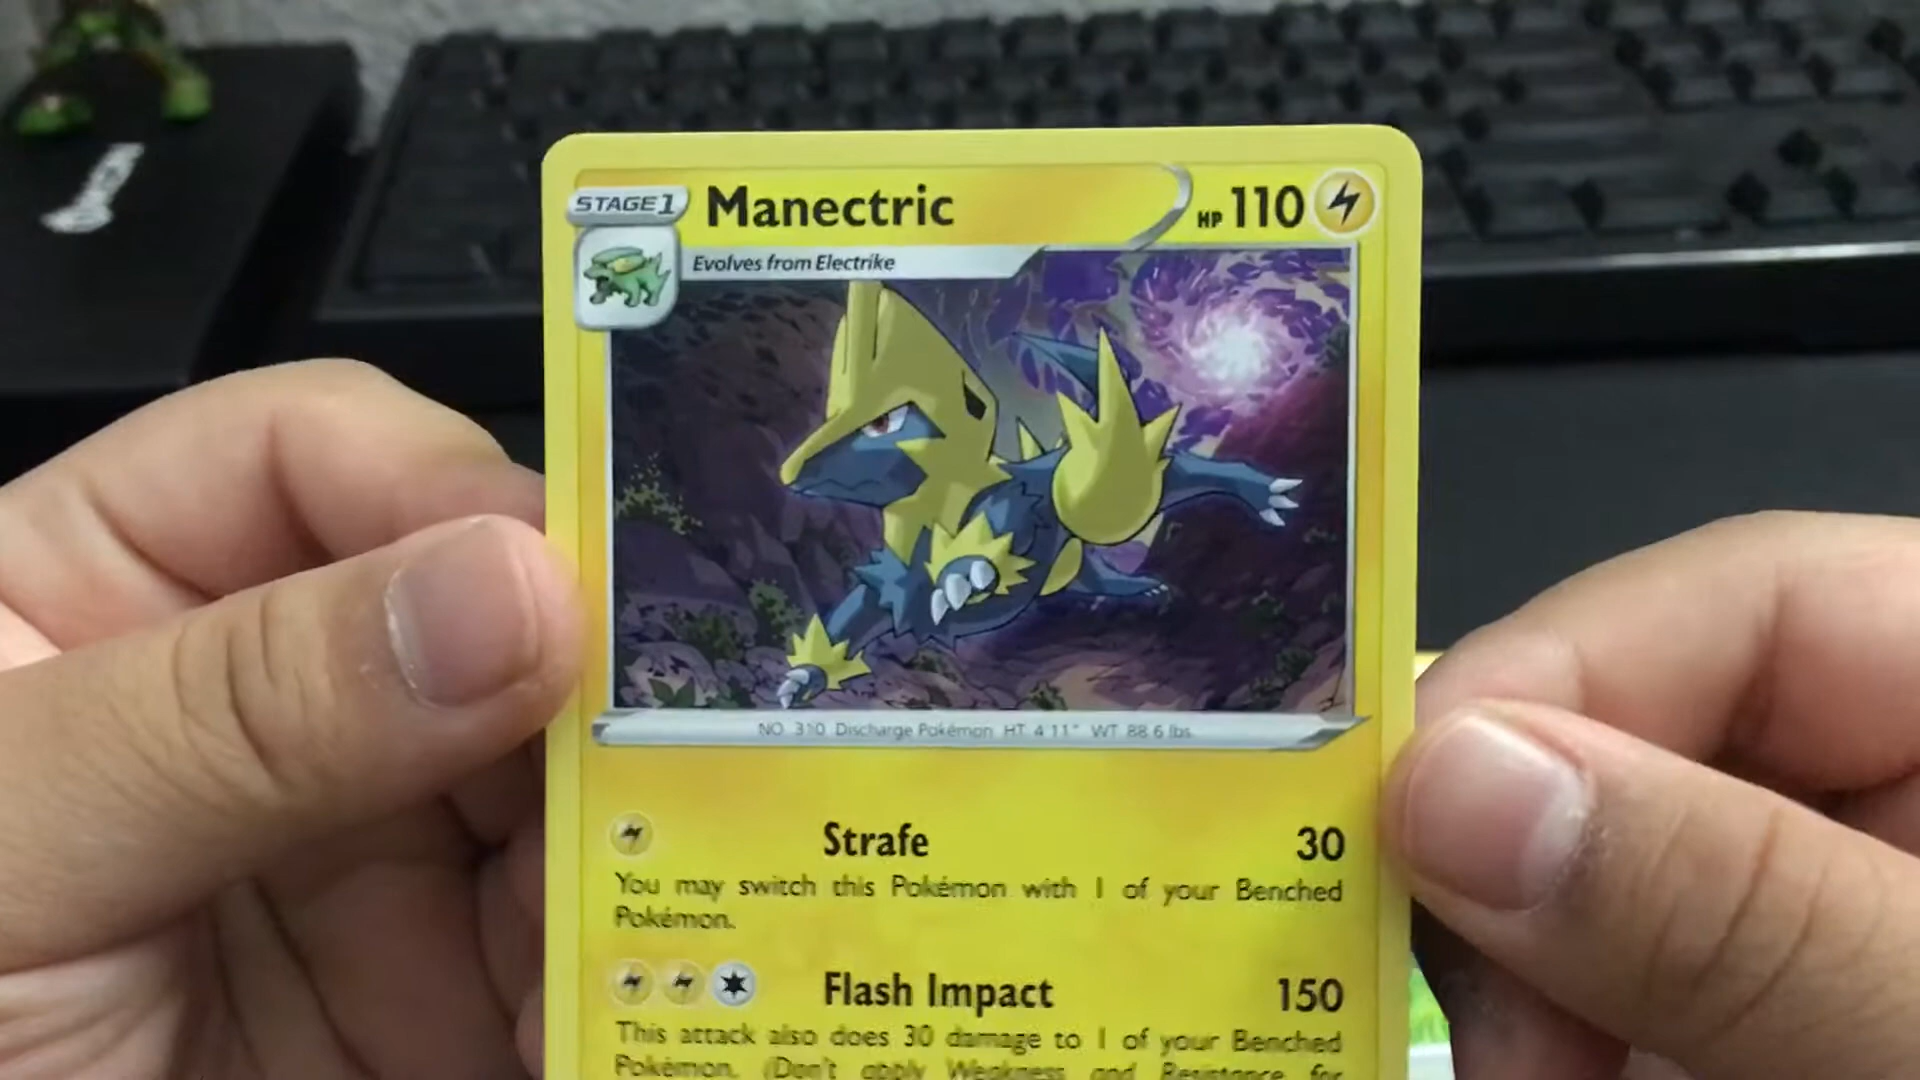 STAGE 1 Manectric HP 110
Evolves from Electrike
NO. 310 Discharge Pokémon HT 4'11" WT 88.6 lbs.
Strafe 30
You may switch this Pokémon with 1 of your Benched
Pokémon.
Flash Impact 150
This attack also does 30 damage to 1 of your Benched
Pokémon. (Don't apply Weakness and Resistance for